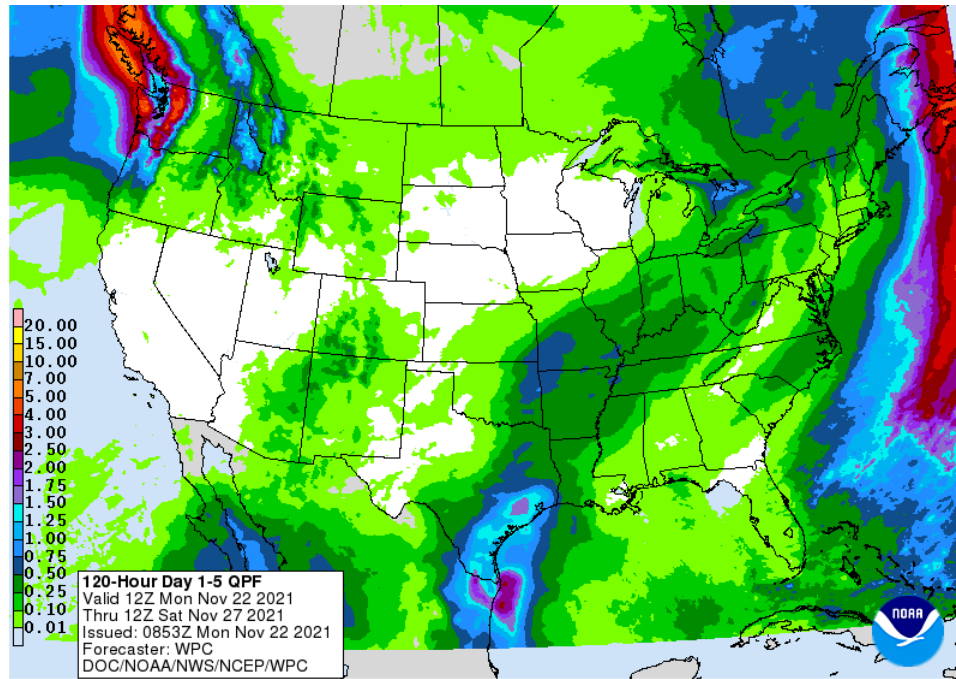 20.00
15.00
10.00
7.00
5.00
4.00
3.00
2.50
2.00
1.75
1.50
1.25
1.00
0.75
0.50
0.25
0.10
0.01
120-Hour Day 1-5 QPF
Valid 12Z Mon Nov 22 2021
Thru 12Z Sat Nov 27 2021
Issued: 0853Z Mon Nov 22 2021
Forecaster: WPC
DOC/NOAA/NWS/NCEP/WPC
NOAA